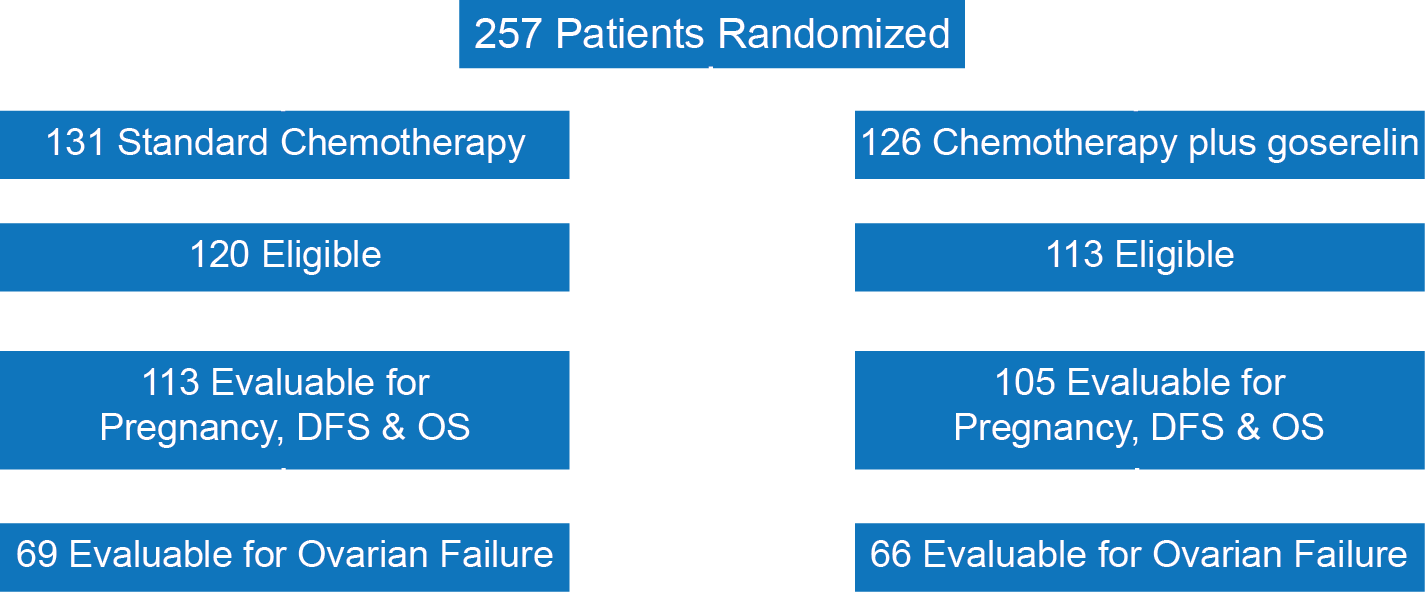 257 Patients Randomized
131 Standard Chemotherapy
126 Chemotherapy plus goserelin
120 Eligible
113 Eligible
113 Evaluable for
Pregnancy, DFS & OS
105 Evaluable for
Pregnancy, DFS & OS
69 Evaluable for Ovarian Failure
66 Evaluable for Ovarian Failure